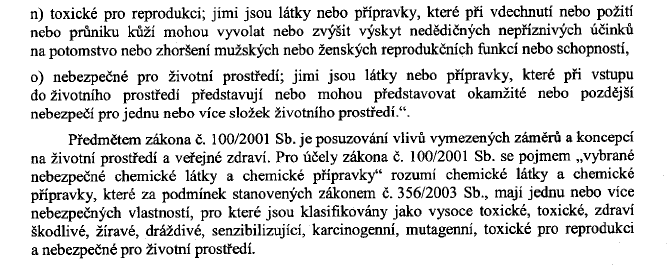 n) toxické pro reprodukci; jimi jsou látky nebo přípravky, které při vdechnutí nebo požití
nebo průniku kůží mohou vyvolat nebo zvýšit výskyt nedědičných nepříznivých účinků
na potomstvo nebo zhoršení mužských nebo ženských reprodukčních funkcí nebo schopností,
o) nebezpečné pro životní prostředí; jimi jsou látky nebo přípravky, které při vstupu
do životního prostředí představují nebo mohou představovat okamžité nebo pozdější
nebezpečí pro jednu nebo více složek životního prostředí.“.
Předmětem zákona č. 100/2001 Sb. je posuzování vlivů vymezených záměrů a koncepcí
na životní prostředí a veřejné zdraví. Pro účely zákona č. 100/2001 Sb. se pojmem „vybrané
nebezpečné chemické látky a chemické přípravky“ rozumí chemické látky a chemické
přípravky, které za podmínek stanovených zákonem č. 356/2003 Sb., mají jednu nebo více
nebezpečných vlastností, pro které jsou klasifikovány jako vysoce toxické, toxické, zdraví
škodlivé, žíravé, dráždivé, senzibilizující, karcinogenní, mutagenní, toxické pro reprodukci
a nebezpečné pro životní prostředí.